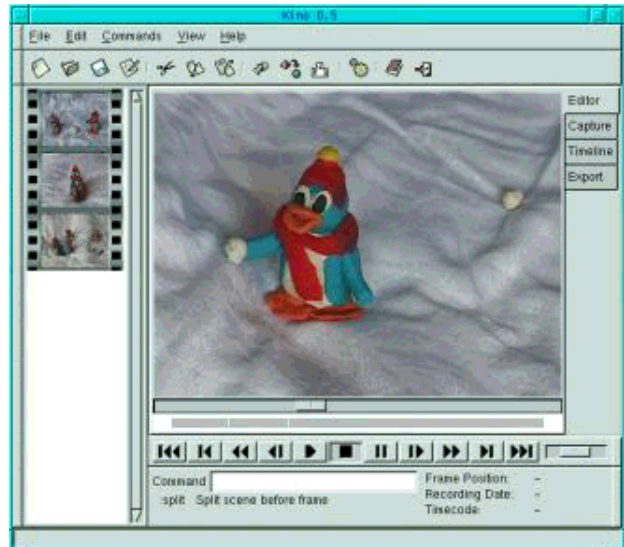 Kino 0.5
File Edit Commands View Help
Editor
Capture
Timeline
Export
Command
:split Split scene before frame
Frame Position: -
Recording Date: -
Timecode: -